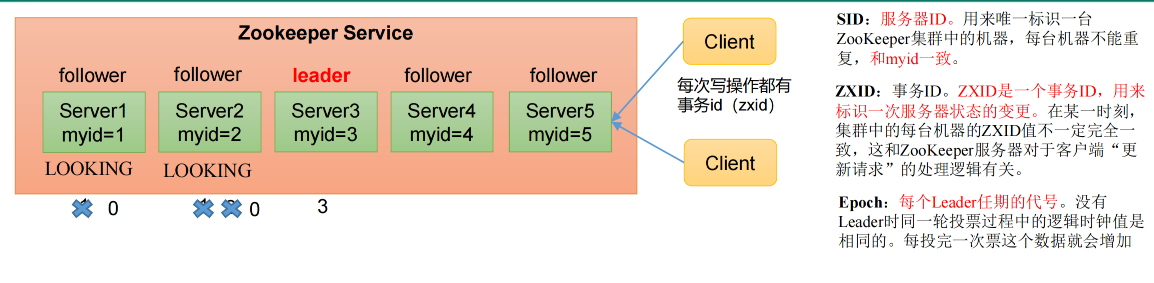 Zookeeper Service
follower
follower
leader
follower
follower
Server1
myid=1
Server2
myid=2
Server3
myid=3
Server4
myid=4
Server5
myid=5
LOOKING
LOOKING
0
0
3
Client
每次写操作都有
事务id（zxid）
Client
SID：服务器ID。用来唯一标识一台
ZooKeeper集群中的机器，每台机器不能重
复，和myid一致。
ZXID：事务ID。ZXID是一个事务ID，用来
标识一次服务器状态的变更。在某一时刻，
集群中的每台机器的ZXID值不一定完全一
致，这和ZooKeeper服务器对于客户端“更
新请求”的处理逻辑有关。
Epoch：每个Leader任期的代号。没有
Leader时同一轮投票过程中的逻辑时钟值是
相同的。每投完一次票这个数据就会增加